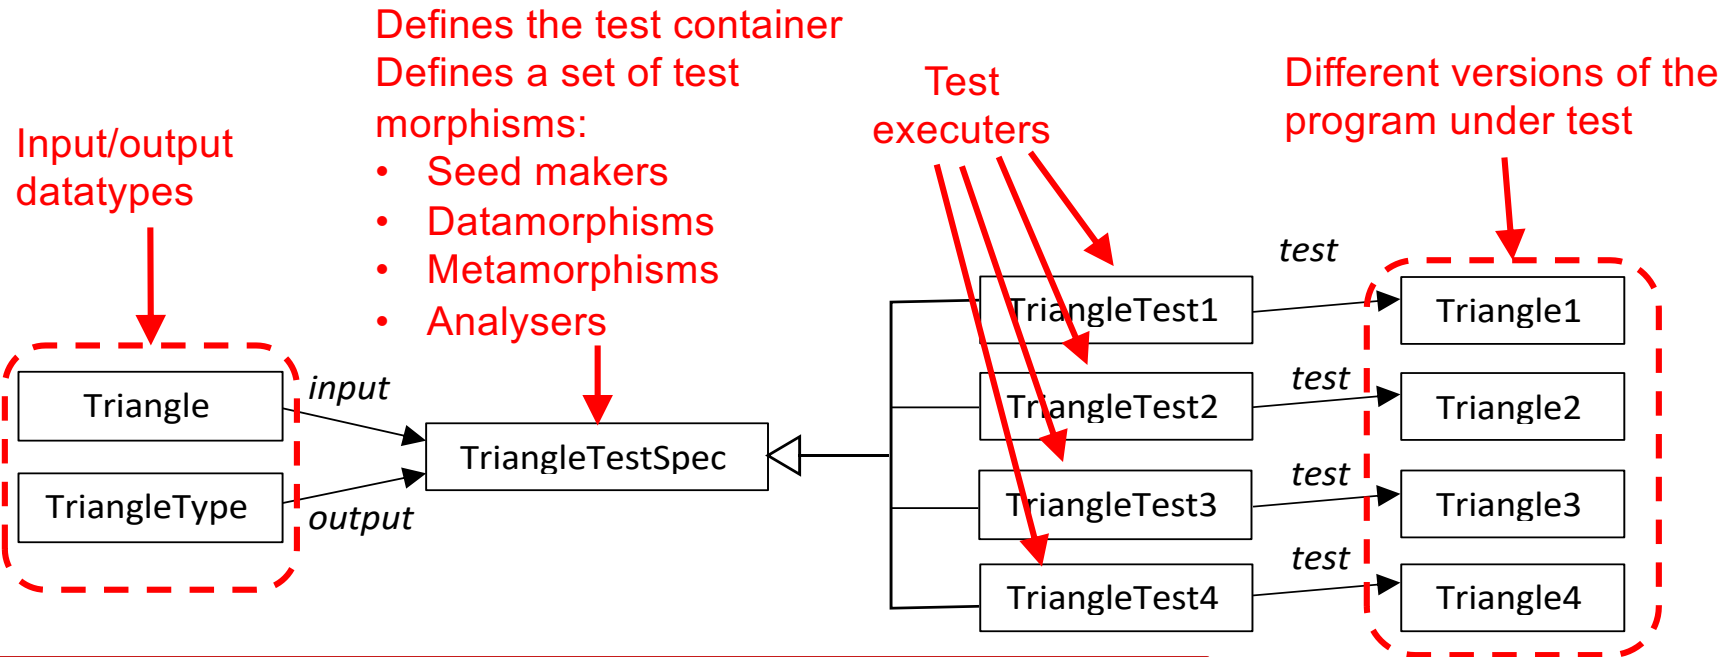 Defines the test container
Defines a set of test
morphisms:
• Seed makers
• Datamorphisms
• Metamorphisms
• Analysers
Input/output
datatypes
Test
executers
Different versions of the
program under test
Triangle
TriangleType
input
output
TriangleTestSpec
TriangleTest1
TriangleTest2
TriangleTest3
TriangleTest4
test
test
test
test
Triangle1
Triangle2
Triangle3
Triangle4